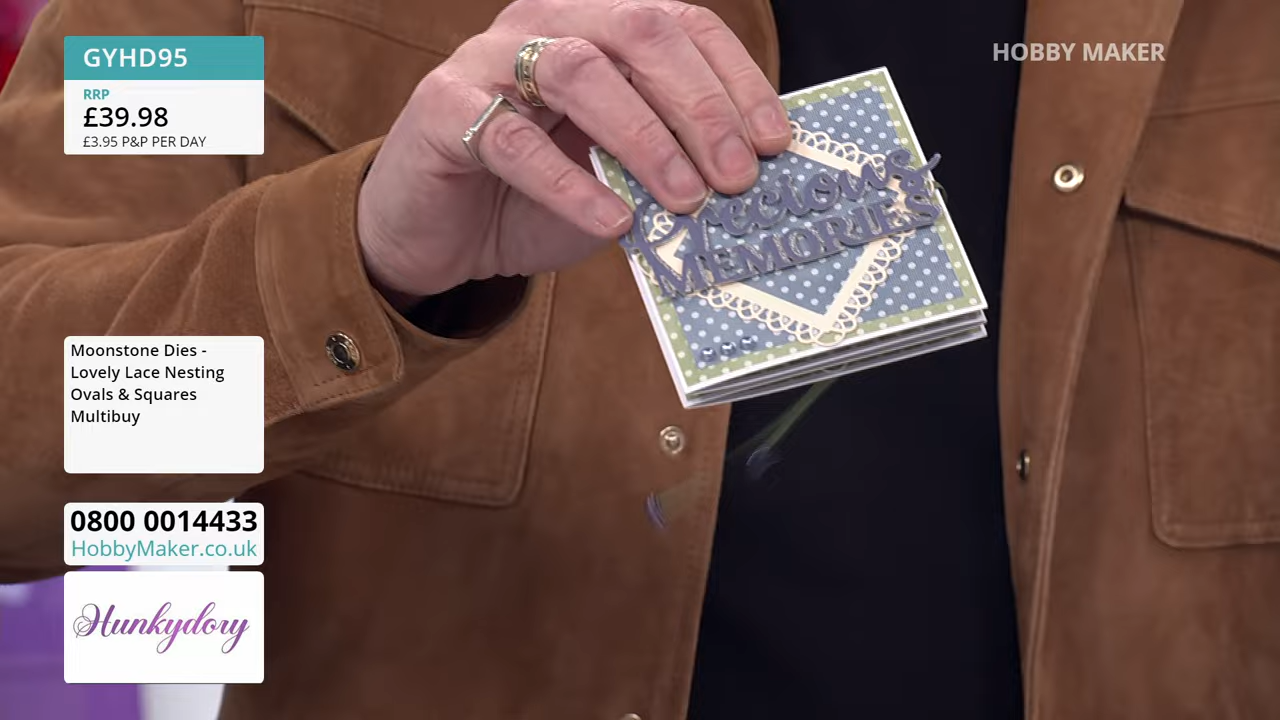 GYHD95
RRP
£39.98
£3.95 P&P PER DAY
HOBBY MAKER
Precious
MEMORIES
Moonstone Dies -
Lovely Lace Nesting
Ovals & Squares
Multibuy
0800 0014433
HobbyMaker.co.uk
Hunkydory